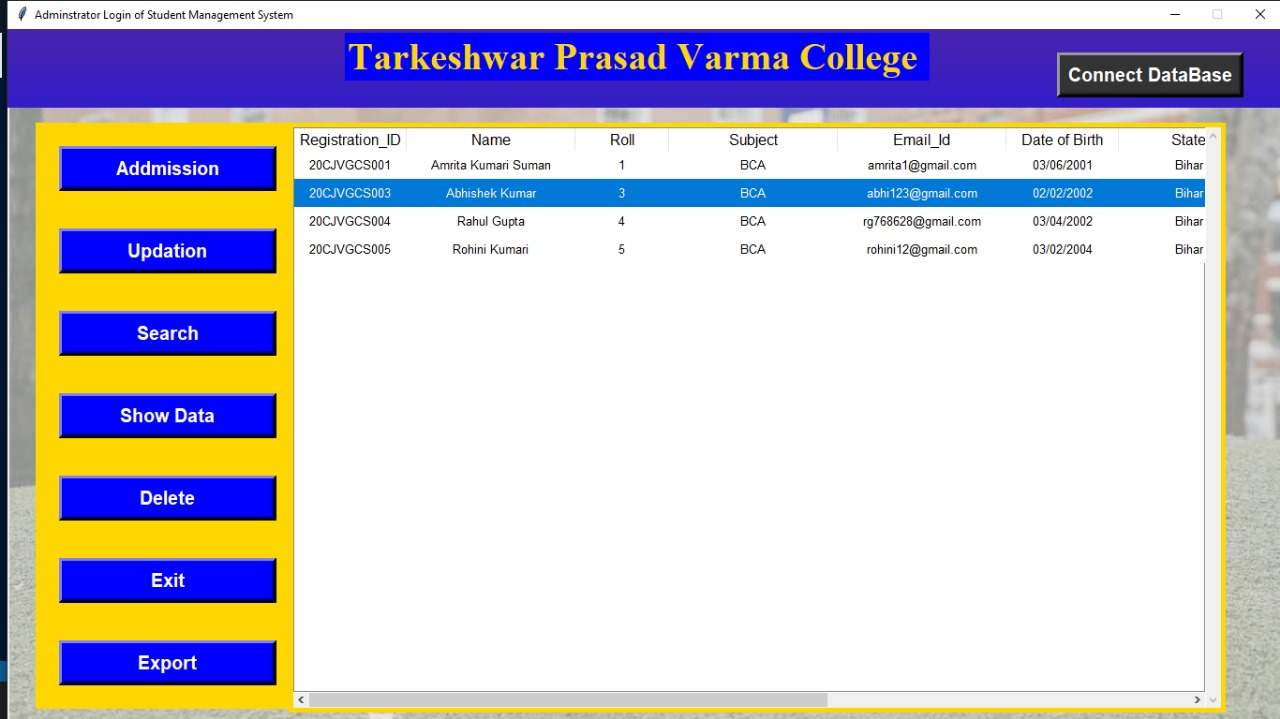 Adminstrator Login of Student Management System
Tarkeshwar Prasad Varma College
Connect DataBase
Addmission
Updation
Search
Show Data
Delete
Exit
Export
Registration_ID Name Roll Subject Email_Id Date of Birth State
20CJVGCS001 Amrita Kumari Suman 1 BCA amrita1@gmail.com 03/06/2001 Bihar
20CJVGCS003 Abhishek Kumar 3 BCA abhi123@gmail.com 02/02/2002 Bihar
20CJVGCS004 Rahul Gupta 4 BCA rg768628@gmail.com 03/04/2002 Bihar
20CJVGCS005 Rohini Kumari 5 BCA rohini12@gmail.com 03/02/2004 Bihar